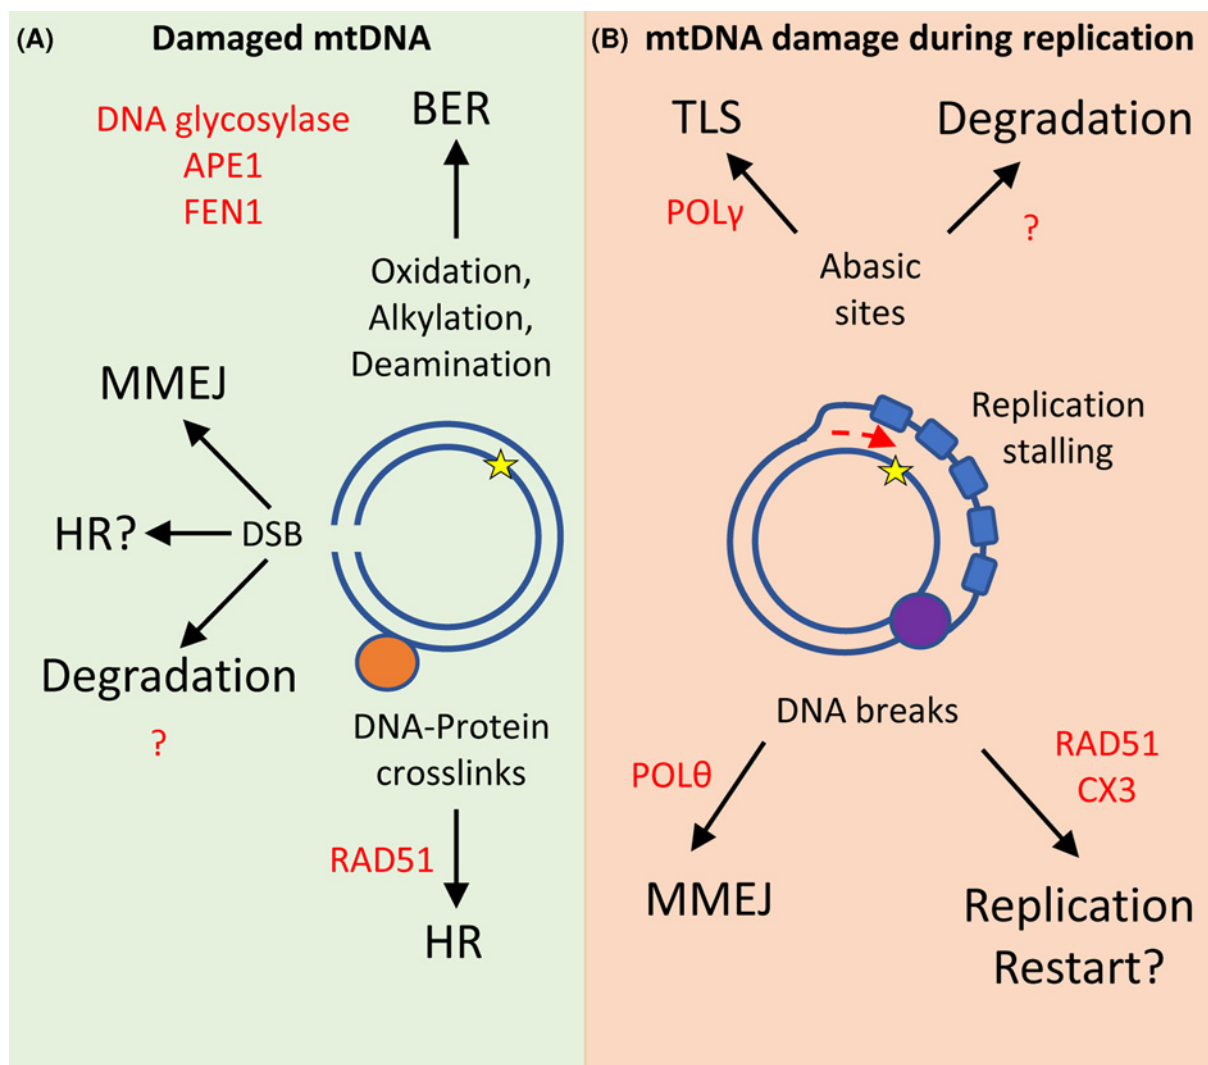 (A) Damaged mtDNA
DNA glycosylase
APE1
FEN1
BER
Oxidation,
Alkylation,
Deamination
MMEJ
HR?
DSB
Degradation
?
DNA-Protein
crosslinks
RAD51
HR
(B) mtDNA damage during replication
TLS
Degradation
POLγ
?
Abasic
sites
Replication
stalling
DNA breaks
POLθ
RAD51
CX3
MMEJ
Replication
Restart?